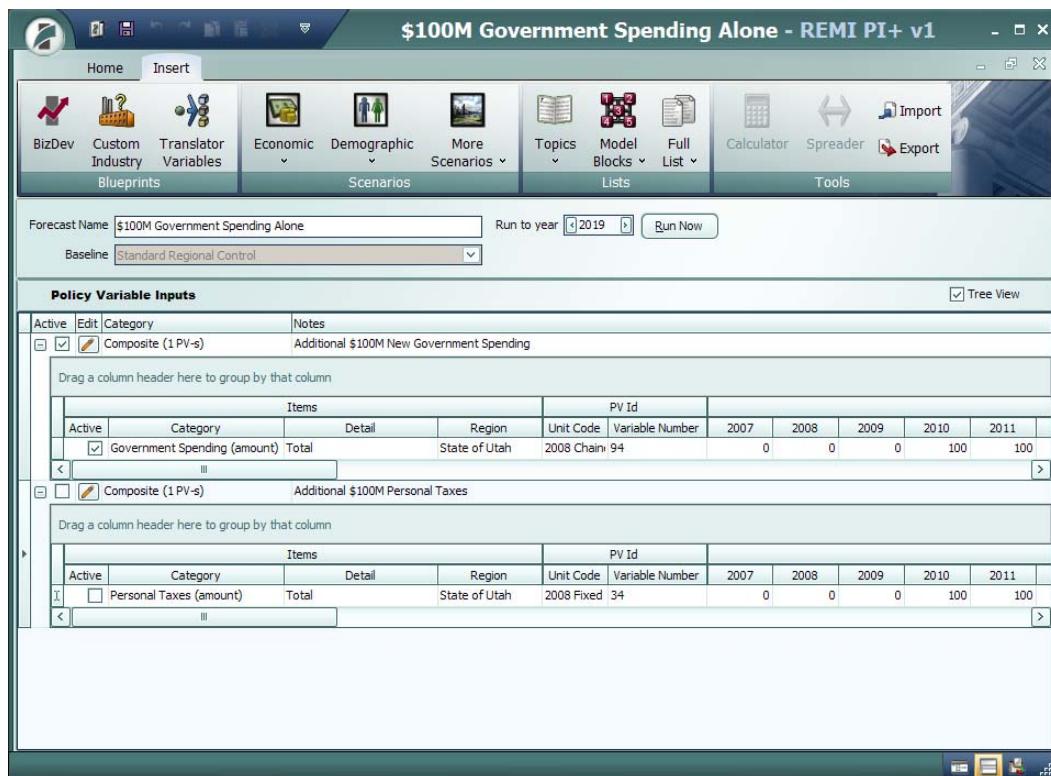 $100M Government Spending Alone - REMI PI+ v1
Home Insert
BizDev Custom Industry Translator Variables Economic Demographic More Scenarios Topics Model Blocks Full List Calculator Spreader Import Export
Blueprints Scenarios Lists Tools
Forecast Name $100M Government Spending Alone Run to year 2019 Run Now
Baseline Standard Regional Control
Policy Variable Inputs Tree View
Active Edit Category Notes
Composite (1 PV-s) Additional $100M New Government Spending
Drag a column header here to group by that column
Items PV Id
Active Category Detail Region Unit Code Variable Number 2007 2008 2009 2010 2011
Government Spending (amount) Total State of Utah 2008 Chain 94 0 0 0 100 100
Composite (1 PV-s) Additional $100M Personal Taxes
Drag a column header here to group by that column
Items PV Id
Active Category Detail Region Unit Code Variable Number 2007 2008 2009 2010 2011
Personal Taxes (amount) Total State of Utah 2008 Fixed 34 0 0 0 100 100